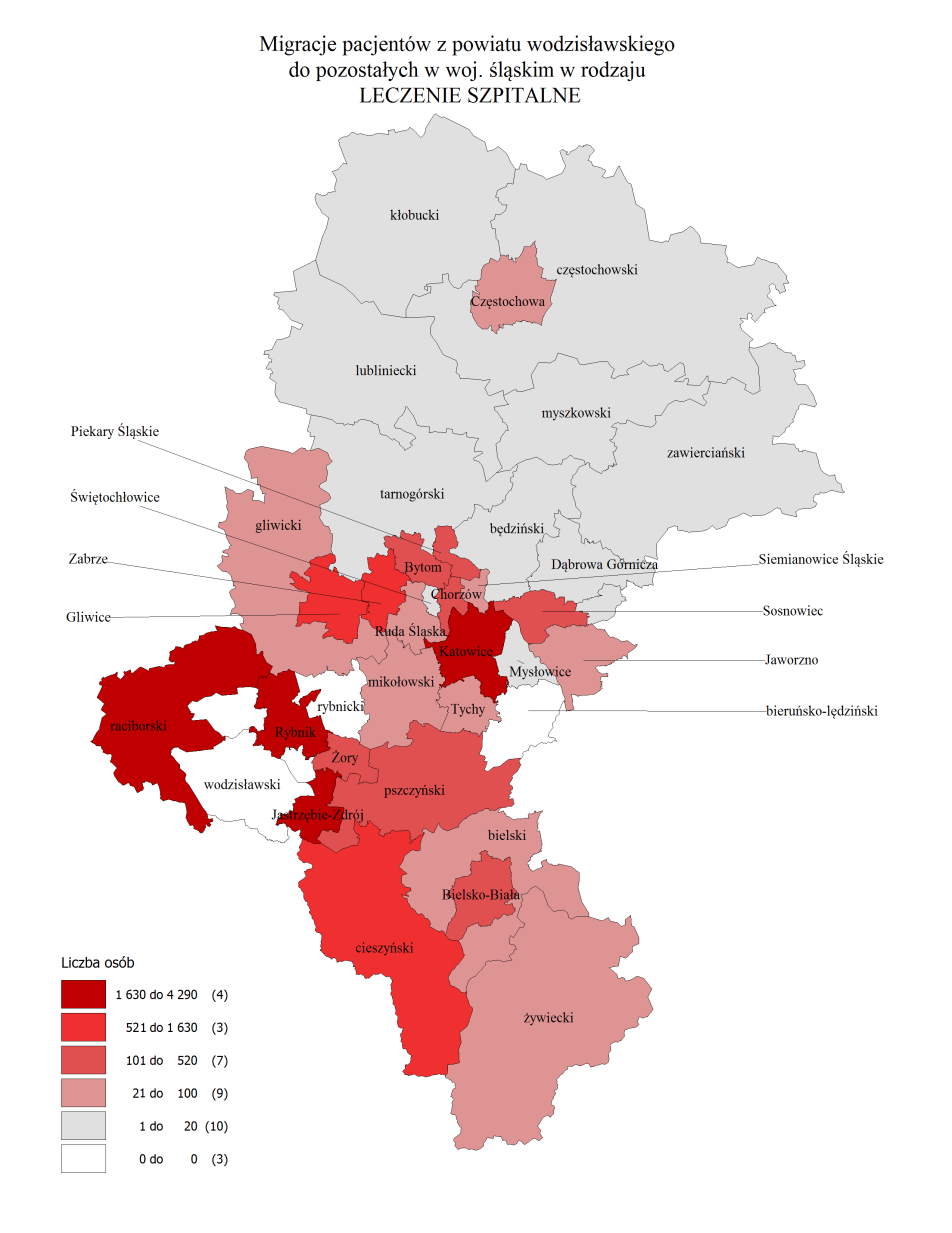 Migracje pacjentów z powiatu wodzisławskiego
do pozostałych w woj. śląskim w rodzaju
LECZENIE SZPITALNE
kłobucki
częstochowski
Częstochowa
lubliniecki
myszkowski
Piekary Śląskie
zawierciański
Świętochłowice
tarnogórski
gliwicki
będziński
Zabrze
Bytom
Dąbrowa Górnicza
Siemianowice Śląskie
Chorzów
Gliwice
Sosnowiec
Ruda Śląska
Katowice
Jaworzno
Mysłowice
mikołowski
rybnicki
Tychy
bieruńsko-lędziński
raciborski
Rybnik
Żory
wodzisławski
pszczyński
Jastrzębie-Zdrój
bielski
Bielsko-Biała
cieszyński
żywiecki
Liczba osób
1 630 do 4 290 (4)
521 do 1 630 (3)
101 do 520 (7)
21 do 100 (9)
1 do 20 (10)
0 do 0 (3)